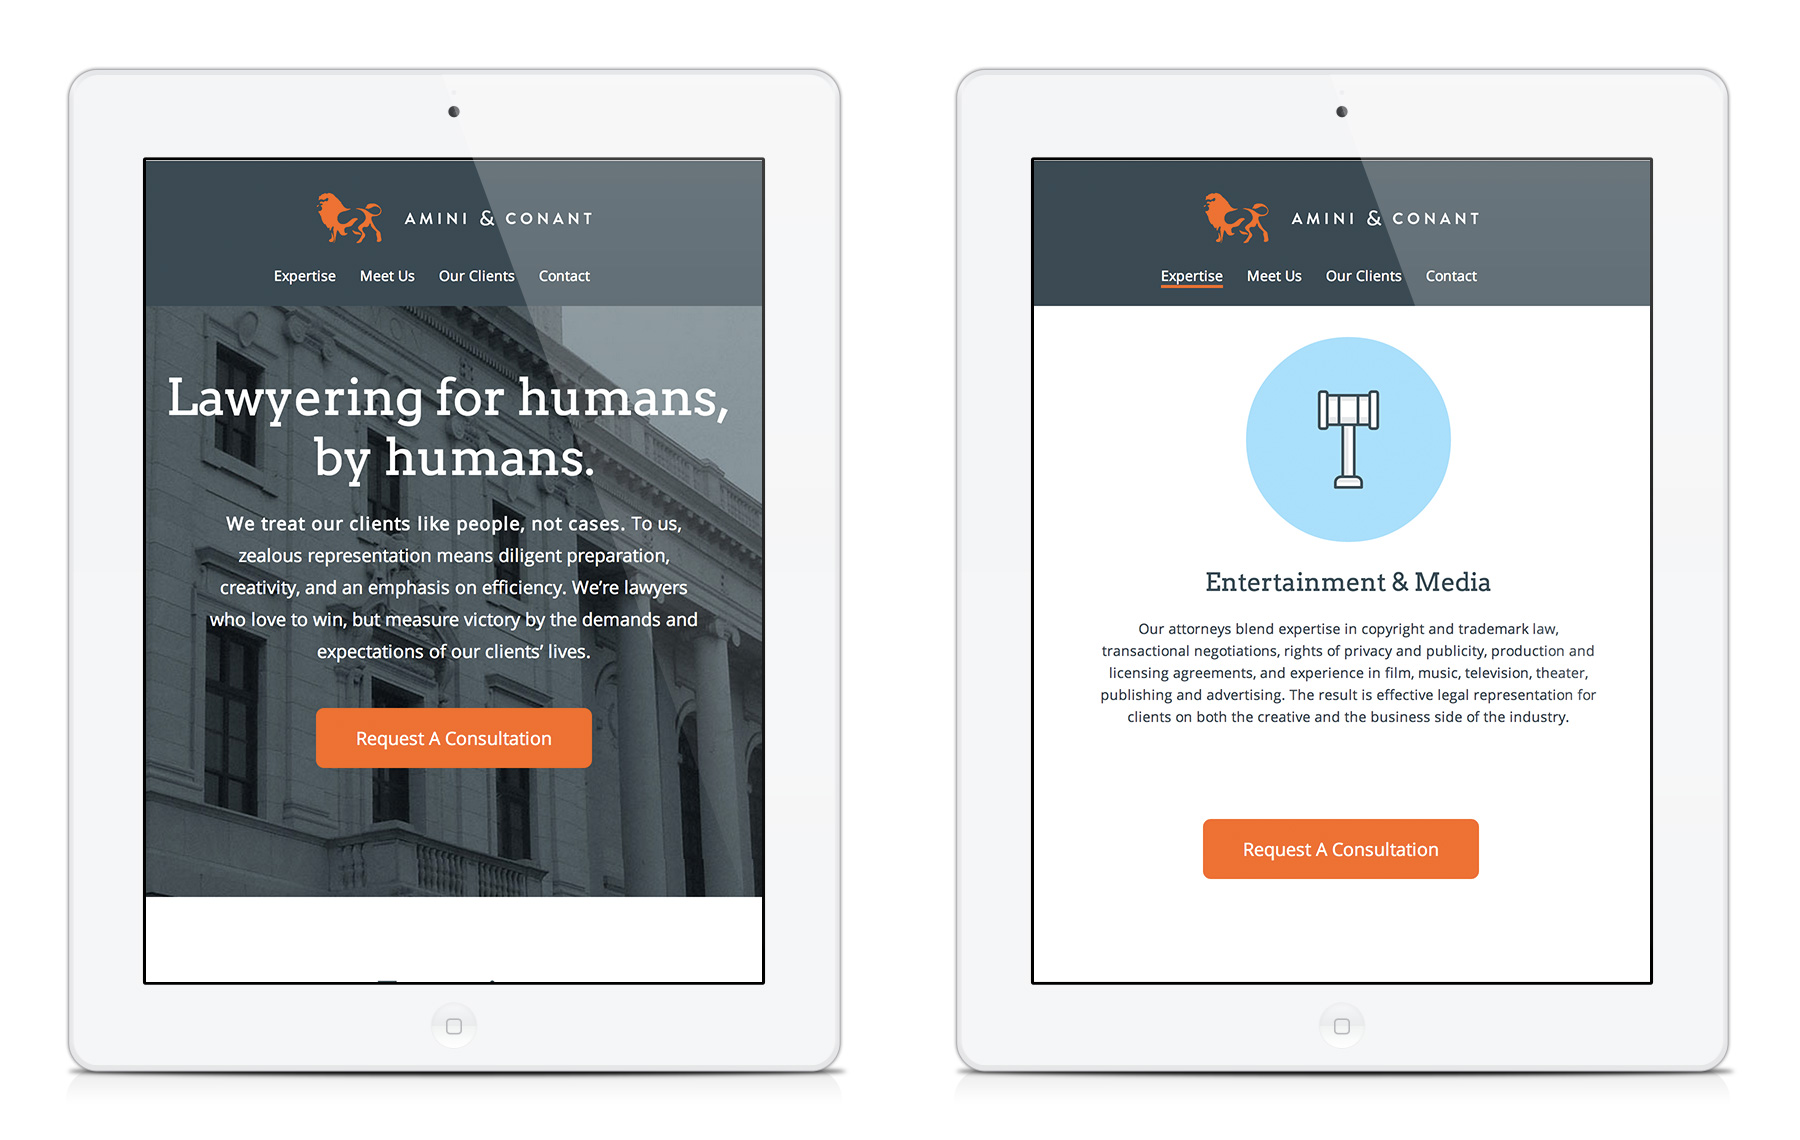 AMINI & CONANT
Expertise Meet Us Our Clients Contact
Lawyering for humans,
by humans.
We treat our clients like people, not cases. To us,
zealous representation means diligent preparation,
creativity, and an emphasis on efficiency. We’re lawyers
who love to win, but measure victory by the demands and
expectations of our clients’ lives.
Request A Consultation
AMINI & CONANT
Expertise Meet Us Our Clients Contact
Entertainment & Media
Our attorneys blend expertise in copyright and trademark law,
transactional negotiations, rights of privacy and publicity, production and
licensing agreements, and experience in film, music, television, theater,
publishing and advertising. The result is effective legal representation for
clients on both the creative and the business side of the industry.
Request A Consultation